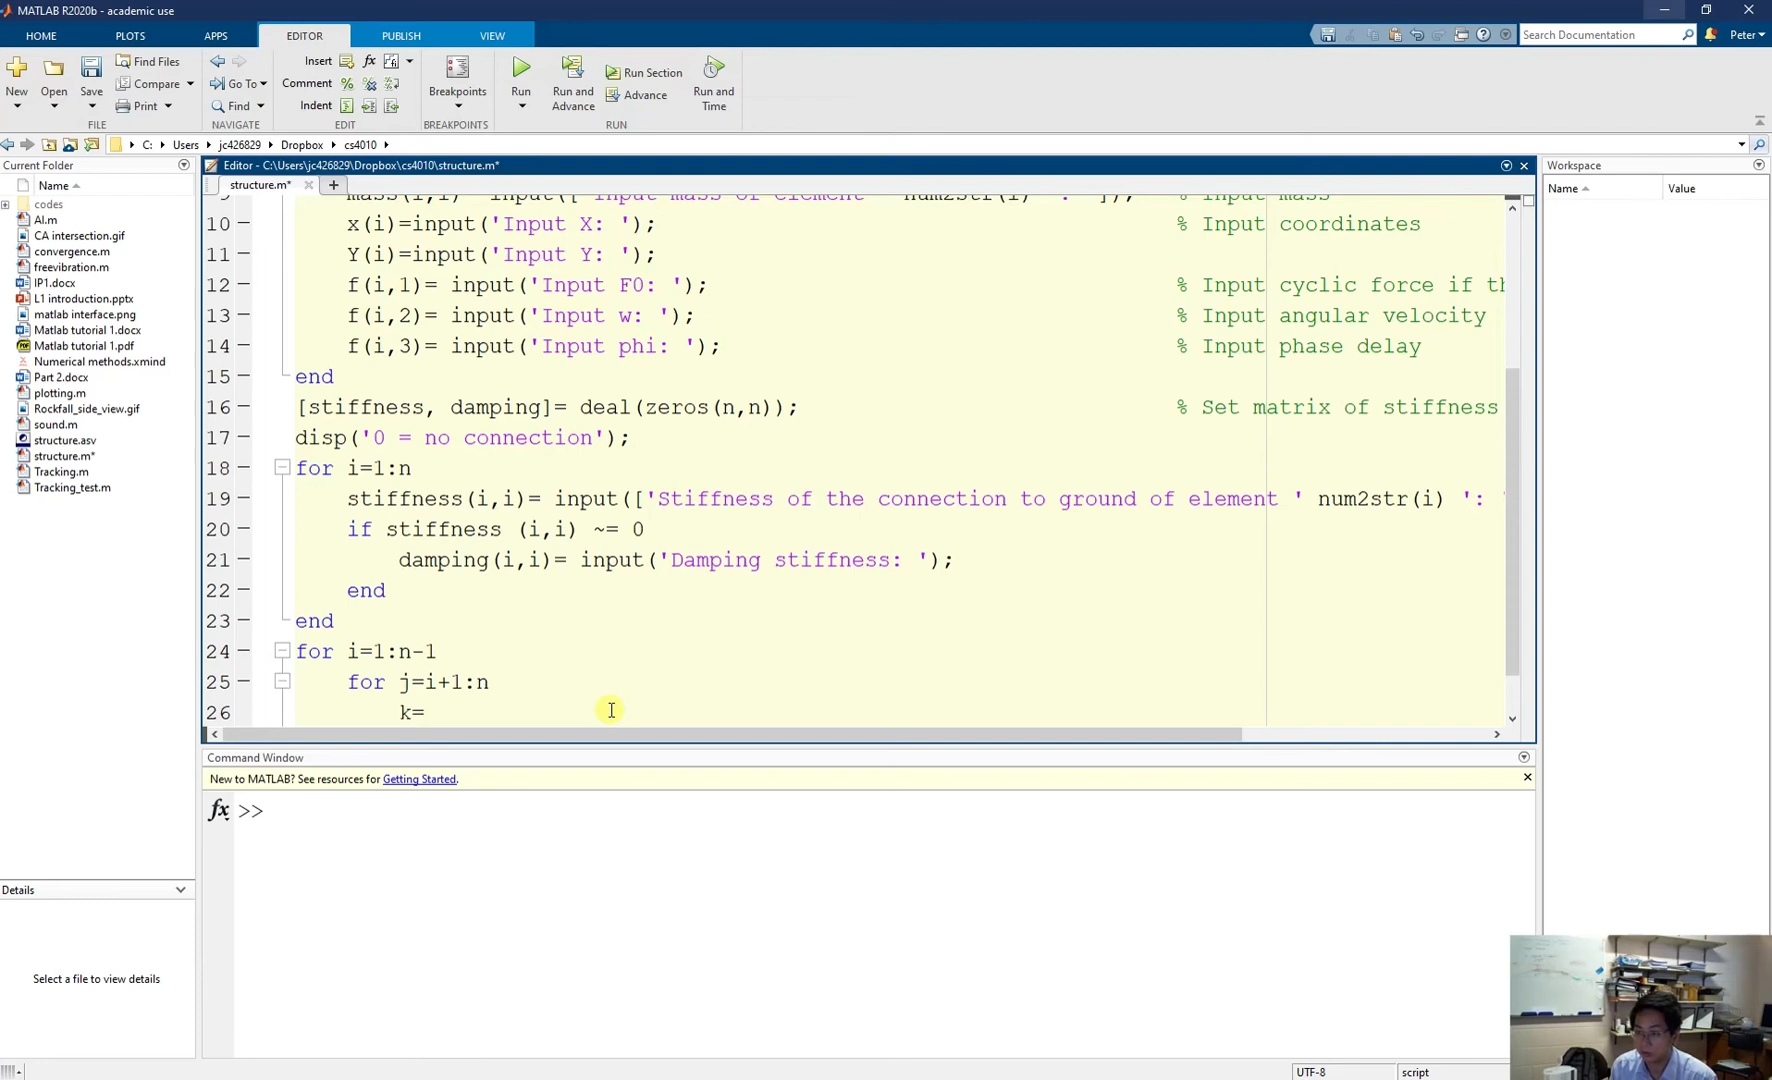 MATLAB R2020b - academic use
HOME PLOTS APPS EDITOR PUBLISH VIEW
Search Documentation
Peter
New
Open
Save
Find Files
Compare
Print
FILE
Go To
Find
NAVIGATE
Insert
Comment
Indent
EDIT
Breakpoints
BREAKPOINTS
Run
Run and Advance
Run Section
Advance
Run and Time
RUN
C: Users jc426829 Dropbox cs4010
Current Folder
Name
codes
AI.m
CA intersection.gif
convergence.m
freevibration.m
IP1.docx
L1 introduction.pptx
matlab interface.png
Matlab tutorial 1.docx
Matlab tutorial 1.pdf
Numerical methods.xmind
Part 2.docx
plotting.m
Rockfall_side_view.gif
sound.m
structure.asv
structure.m*
Tracking.m
Tracking_test.m
Details
Select a file to view details
Editor - C:\Users\jc426829\Dropbox\cs4010\structure.m*
structure.m*
10 x(i)=input('Input X: '); % Input coordinates
11 Y(i)=input('Input Y: ');
12 f(i,1)= input('Input F0: '); % Input cyclic force if th
13 f(i,2)= input('Input w: '); % Input angular velocity
14 f(i,3)= input('Input phi: '); % Input phase delay
15 end
16 [stiffness, damping]= deal(zeros(n,n)); % Set matrix of stiffness
17 disp('0 = no connection');
18 for i=1:n
19 stiffness(i,i)= input(['Stiffness of the connection to ground of element ' num2str(i) ': '
20 if stiffness (i,i) ~= 0
21 damping(i,i)= input('Damping stiffness: ');
22 end
23 end
24 for i=1:n-1
25 for j=i+1:n
26 k=
Command Window
New to MATLAB? See resources for Getting Started.
fx >>
Workspace
Name Value
UTF-8 script